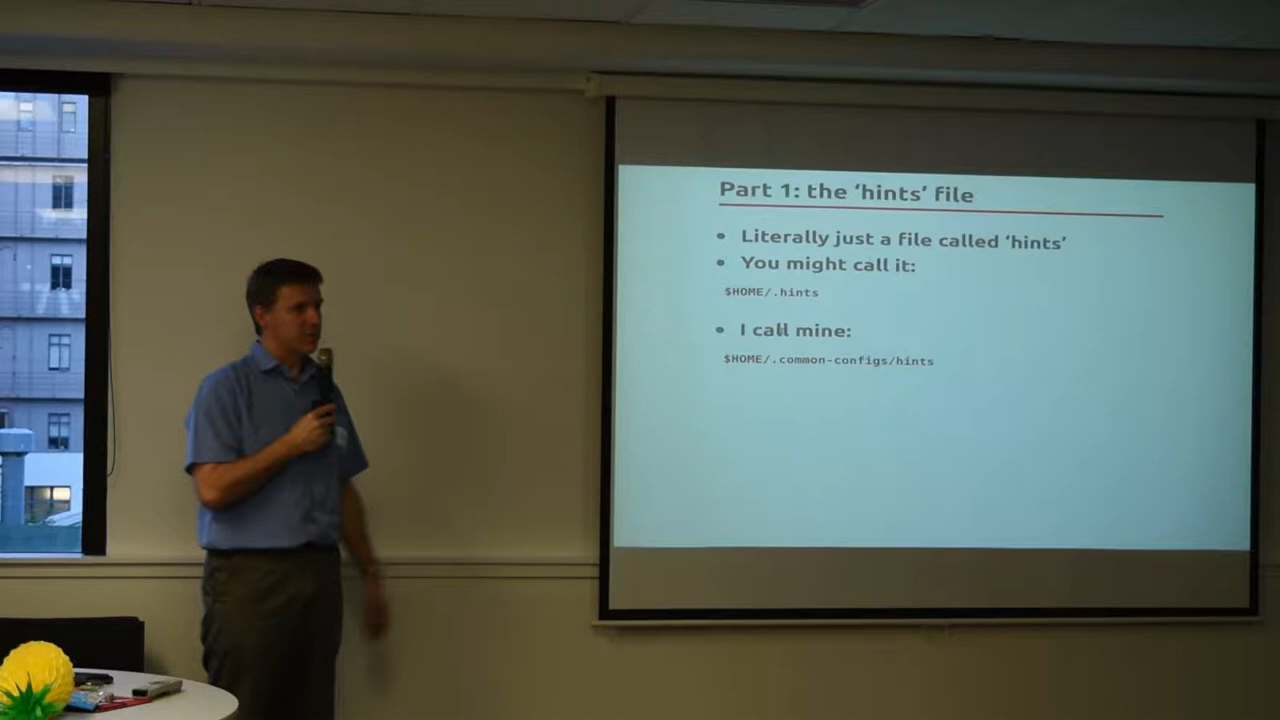 Part 1: the ‘hints’ file
• Literally just a file called ‘hints’
• You might call it:
$HOME/.hints
• I call mine:
$HOME/.common-configs/hints